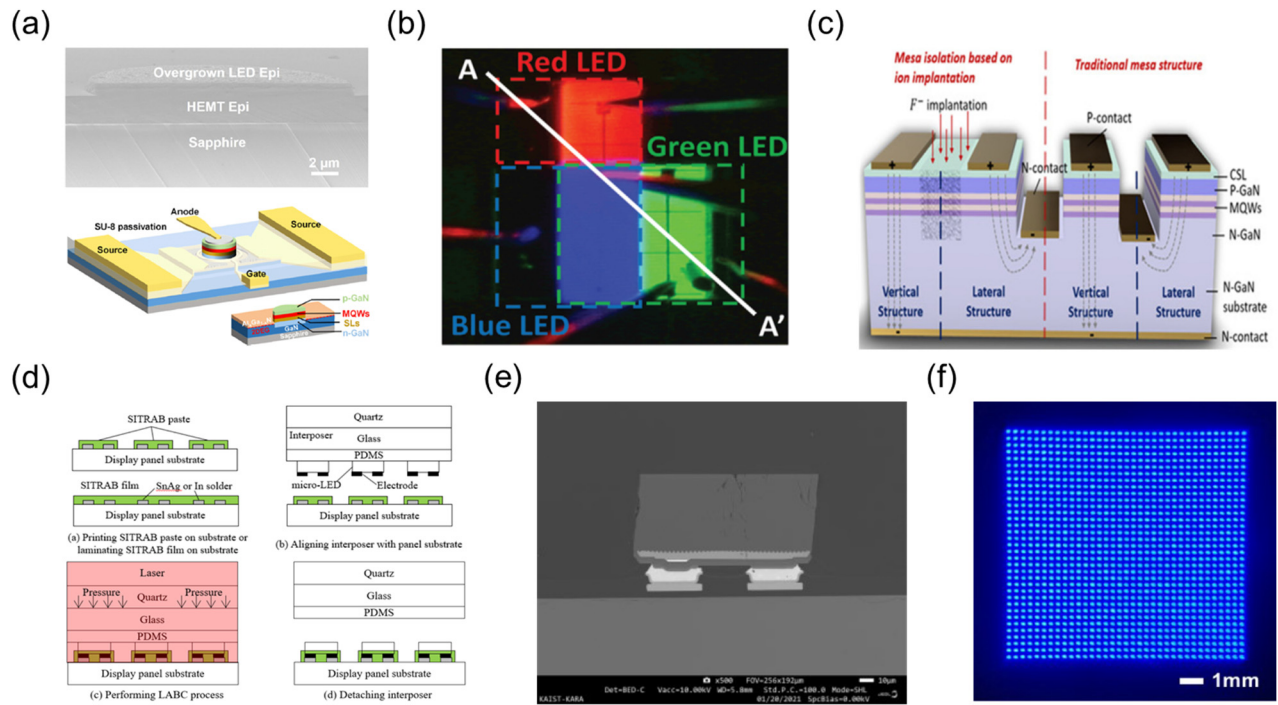 (a)
Overgrown LED Epi
HEMT Epi
Sapphire
2 μm
Anode
SU-8 passivation
Source
Source
Gate
p-GaN
MQWs
SLs
n-GaN
GaN
Sapphire
(b)
A
Red LED
Green LED
Blue LED
A'
(c)
Mesa isolation based on
ion implantation
Traditional mesa structure
F⁻ implantation
P-contact
N-contact
CSL
P-GaN
MQWs
N-GaN
N-GaN
substrate
N-contact
Vertical
Structure
Lateral
Structure
Vertical
Structure
Lateral
Structure
(d)
SITRAB paste
Display panel substrate
SITRAB film
SnAg or In solder
Display panel substrate
(a) Printing SITRAB paste on substrate or
laminating SITRAB film on substrate
Quartz
Interposer
Glass
PDMS
micro-LED
Electrode
Display panel substrate
(b) Aligning interposer with panel substrate
Laser
Pressure
Quartz
Pressure
Glass
PDMS
Display panel substrate
(c) Performing LABC process
Quartz
Glass
PDMS
Display panel substrate
(d) Detaching interposer
(e)
x500 FOV=256x192μm 10μm
Det=BED-C Vacc=10.00kV WD=5.8mm Std.P.C.=100.0 Mode=SHL
KAIST-KARA 01/20/2021 SpcBias=0.00kV
(f)
1mm